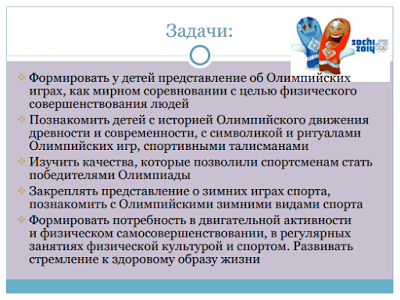 Задачи:
sochi.ru
2014
Формировать у детей представление об Олимпийских
играх, как мирном соревновании с целью физического
совершенствования людей
Познакомить детей с историей Олимпийского движения
древности и современности, с символикой и ритуалами
Олимпийских игр, спортивными талисманами
Изучить качества, которые позволили спортсменам стать
победителями Олимпиады
Закреплять представление о зимних играх спорта,
познакомить с Олимпийскими зимними видами спорта
Формировать потребность в двигательной активности
и физическом самосовершенствовании, в регулярных
занятиях физической культурой и спортом. Развивать
стремление к здоровому образу жизни